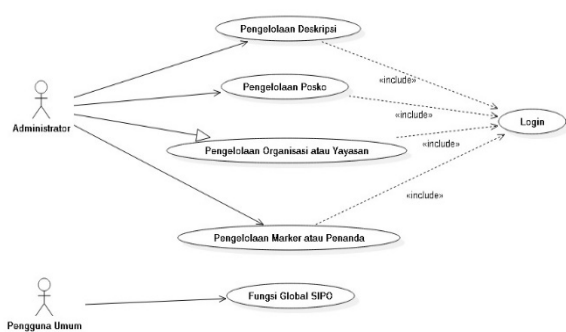 Pengelolaan Deskripsi
«include»
Pengelolaan Posko
«include»
Administrator
Login
Pengelolaan Organisasi atau Yayasan
«include»
«include»
Pengelolaan Marker atau Penanda
Fungsi Global SIPO
Pengguna Umum